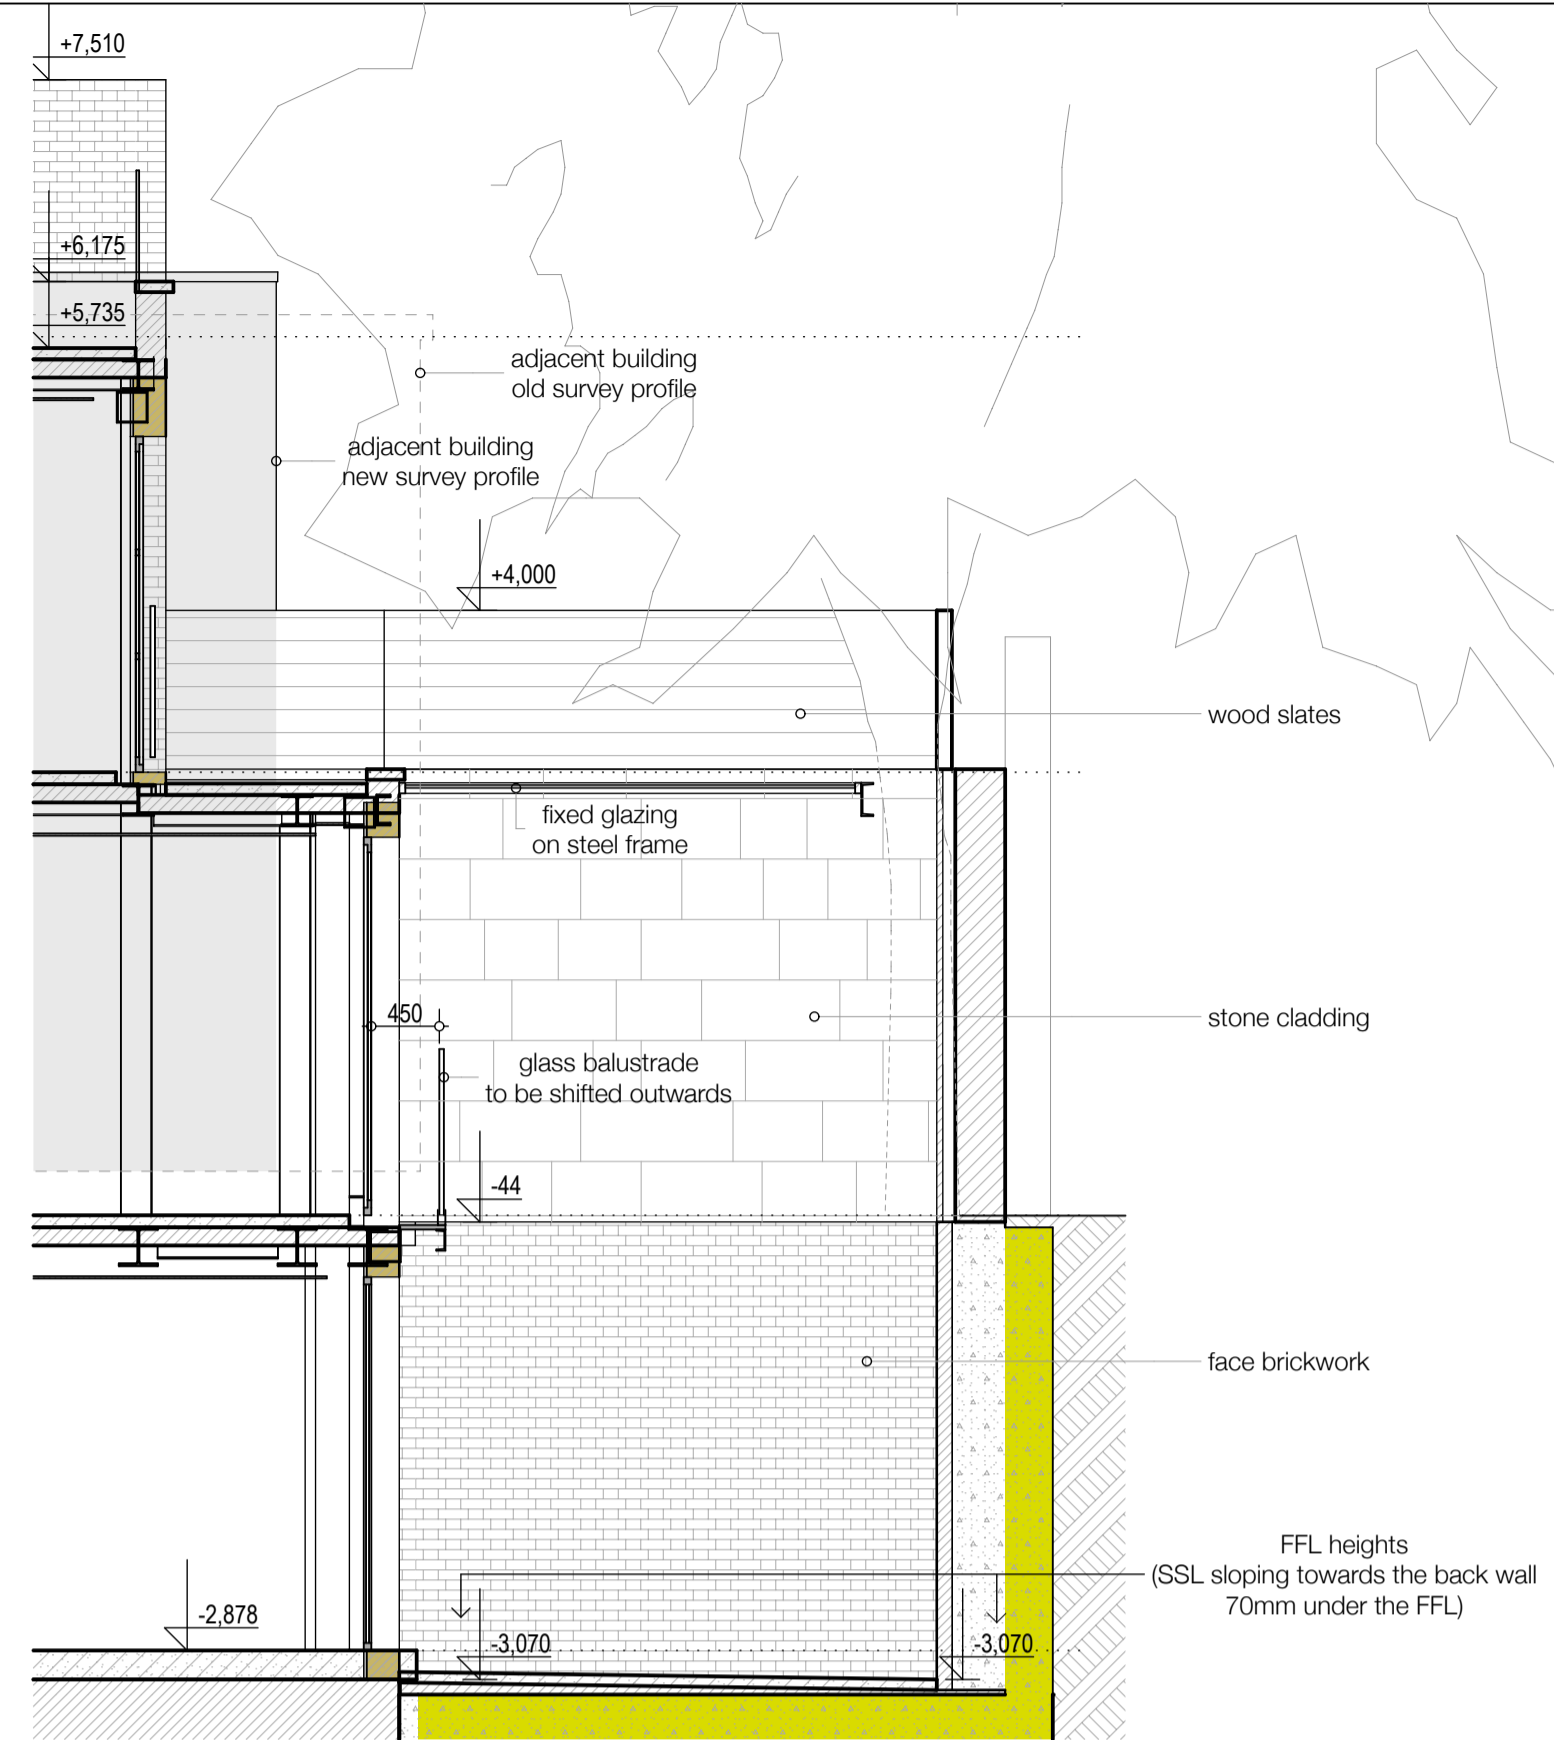 +7,510
+6,175
+5,735
adjacent building
old survey profile
adjacent building
new survey profile
+4,000
wood slates
fixed glazing
on steel frame
450
stone cladding
glass balustrade
to be shifted outwards
-44
face brickwork
FFL heights
(SSL sloping towards the back wall
70mm under the FFL)
-2,878
-3,070
-3,070